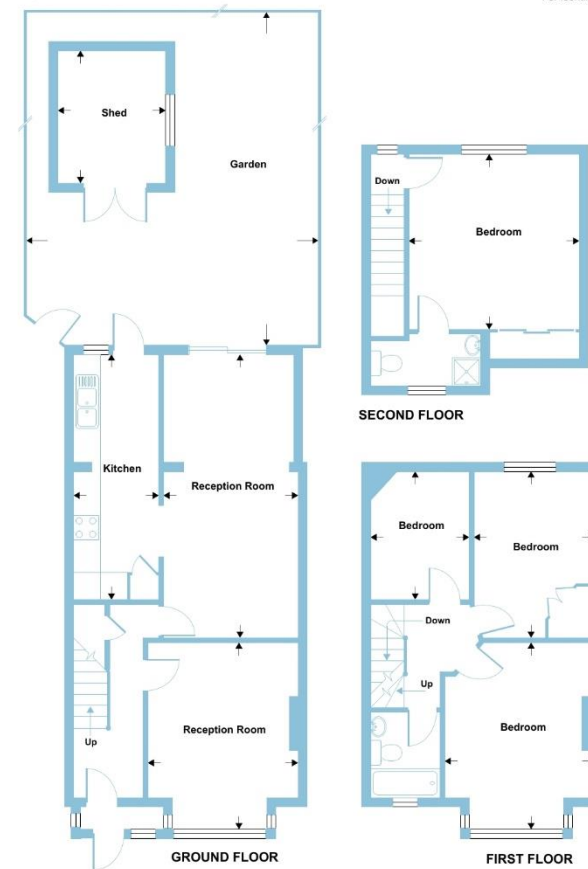 Shed
Garden
Kitchen
Reception Room
Up
Reception Room
GROUND FLOOR
Down
Bedroom
SECOND FLOOR
Bedroom
Bedroom
Down
Up
Bedroom
FIRST FLOOR